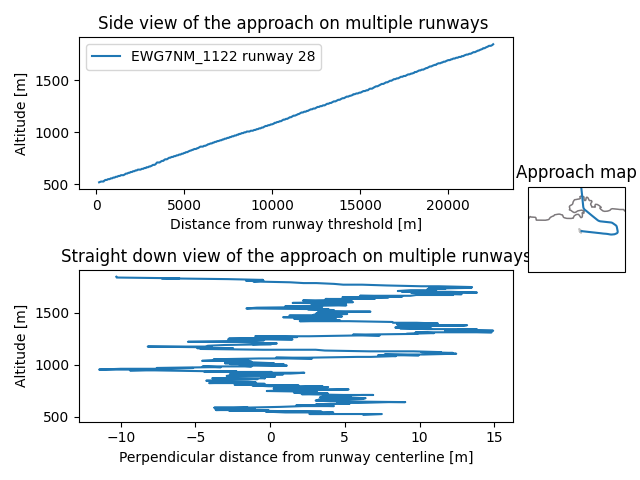 Side view of the approach on multiple runways
EWG7NM_1122 runway 28
Altitude [m]
1500
1000
500
0
5000
10000
15000
20000
Distance from runway threshold [m]
Approach map
Straight down view of the approach on multiple runways
Altitude [m]
1500
1000
500
−10
−5
0
5
10
15
Perpendicular distance from runway centerline [m]